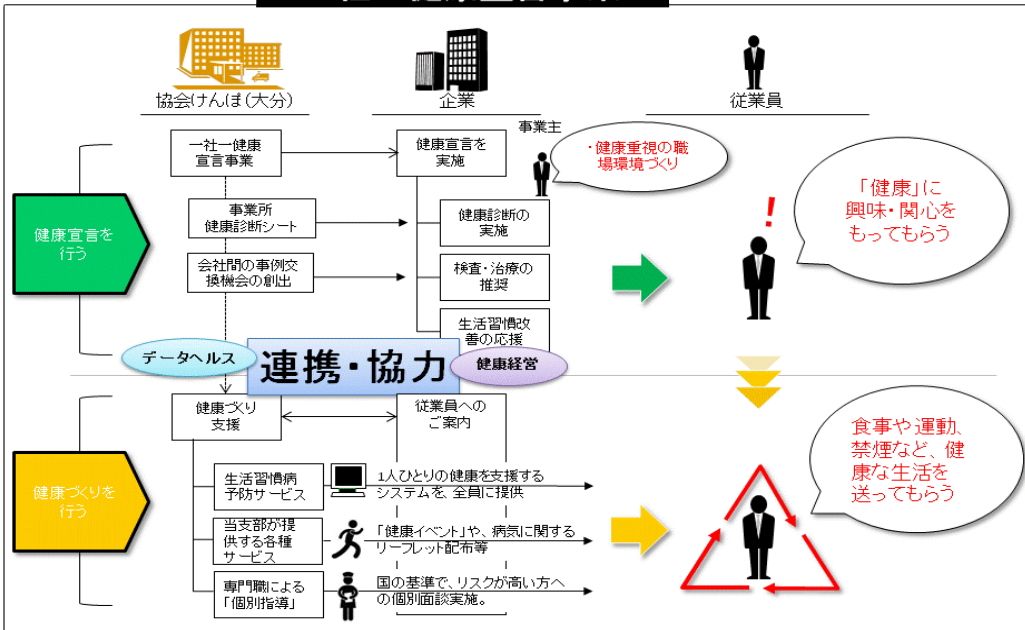 協会けんぽ(大分)
企業
従業員
事業主
一社一健康
宣言事業
健康宣言を
実施
・健康重視の職
場環境づくり
「健康」に
興味・関心を
もってもらう
!
健康宣言を
行う
事業所
健康診断シート
健康診断の
実施
会社間の事例交
換機会の創出
検査・治療の
推奨
生活習慣改
善の応援
データヘルス
連携・協力
健康経営
健康づくり
支援
従業員への
ご案内
食事や運動、
禁煙など、健
康な生活を
送ってもらう
健康づくりを
行う
生活習慣病
予防サービス
1人ひとりの健康を支援する
システムを、全員に提供
当支部が提
供する各種
サービス
「健康イベント」や、病気に関する
リーフレット配布等
専門職による
「個別指導」
国の基準で、リスクが高い方へ
の個別面談実施。